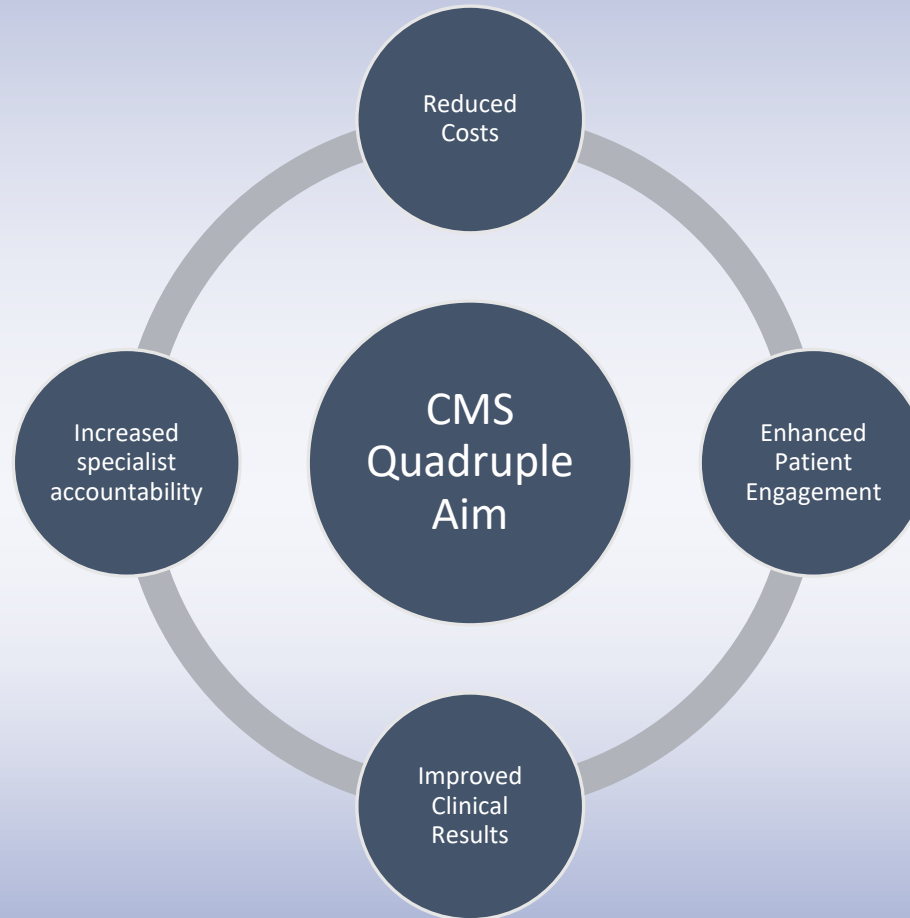 Reduced
Costs
CMS
Quadruple
Aim
Increased
specialist
accountability
Enhanced
Patient
Engagement
Improved
Clinical
Results